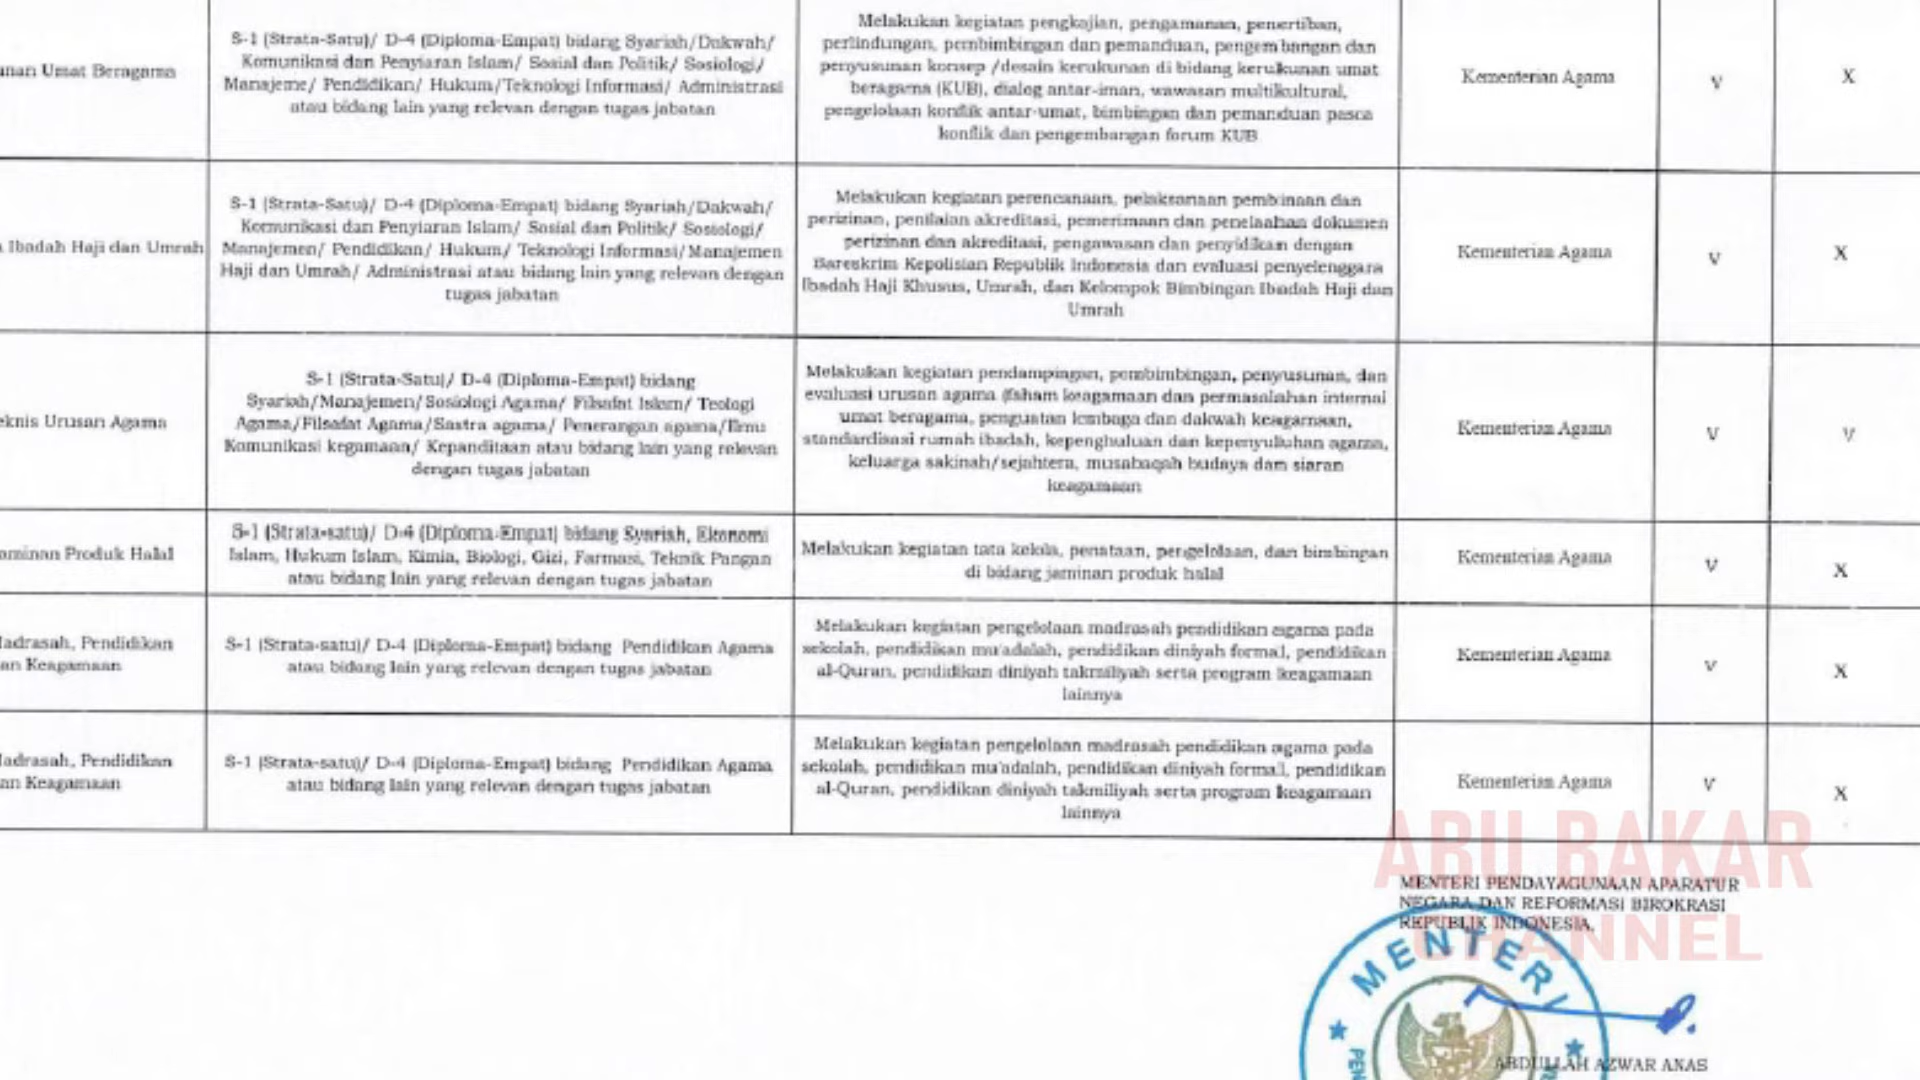 anan Umat Beragama
S-1 (Strata-Satu)/ D-4 (Diploma-Empat) bidang Syariah/Dakwah/
Komunikasi dan Penyiaran Islam/ Sosial dan Politik/ Sosiologi/
Manajeme/ Pendidikan/ Hukum/Teknologi Informasi/ Administrasi
atau bidang lain yang relevan dengan tugas jabatan
Melakukan kegiatan pengkajian, pengamanan, penertiban,
perlindungan, pembimbingan dan pemanduan, pengembangan dan
penyusunan konsep /desain kerukunan di bidang kerukunan umat
beragama (KUB), dialog antar-iman, wawasan multikultural,
pengelolaan konflik antar-umat, bimbingan dan pemanduan pasca
konflik dan pengembangan forum KUB
Kementerian Agama
V
X
Ibadah Haji dan Umrah
S-1 (Strata-Satu)/ D-4 (Diploma-Empat) bidang Syariah/Dakwah/
Komunikasi dan Penyiaran Islam/ Sosial dan Politik/ Sosiologi/
Manajemen/ Pendidikan/ Hukum/ Teknologi Informasi/Manajemen
Haji dan Umrah/ Administrasi atau bidang lain yang relevan dengan
tugas jabatan
Melakukan kegiatan perencanaan, pelaksanaan pembinaan dan
perizinan, penilaian akreditasi, penerimaan dan penelaahan dokumen
perizinan dan akreditasi, pengawasan dan penyidikan dengan
Bareskrim Kepolisian Republik Indonesia dan evaluasi penyelenggara
Ibadah Haji Khusus, Umrah, dan Kelompok Bimbingan Ibadah Haji dan
Umrah
Kementerian Agama
V
X
eknis Urusan Agama
S-1 (Strata-Satu)/ D-4 (Diploma-Empat) bidang
Syariah/Manajemen/Sosiologi Agama/ Filsafat Islam/ Teologi
Agama/Filsafat Agama/Sastra agama/ Penerangan agama/Ilmu
Komunikasi kegamaan/ Kepanditaan atau bidang lain yang relevan
dengan tugas jabatan
Melakukan kegiatan pendampingan, pembimbingan, penyusunan, dan
evaluasi urusan agama (faham keagamaan dan permasalahan internal
umat beragama, penguatan lembaga dan dakwah keagamaan,
standardisasi rumah ibadah, kepenghuluan dan kepenyuluhan agama,
keluarga sakinah/sejahtera, musabaqah budaya dan siaran
keagamaan
Kementerian Agama
V
V
aminan Produk Halal
S-1 (Strata-satu)/ D-4 (Diploma-Empat) bidang Syariah, Ekonomi
Islam, Hukum Islam, Kimia, Biologi, Gizi, Farmasi, Teknik Pangan
atau bidang lain yang relevan dengan tugas jabatan
Melakukan kegiatan tata kelola, penataan, pengelolaan, dan bimbingan
di bidang jaminan produk halal
Kementerian Agama
V
X
Madrasah, Pendidikan
an Keagamaan
S-1 (Strata-satu)/ D-4 (Diploma-Empat) bidang Pendidikan Agama
atau bidang lain yang relevan dengan tugas jabatan
Melakukan kegiatan pengelolaan madrasah pendidikan agama pada
sekolah, pendidikan mu'adalah, pendidikan diniyah formal, pendidikan
al-Quran, pendidikan diniyah takmiliyah serta program keagamaan
lainnya
Kementerian Agama
V
X
Madrasah, Pendidikan
an Keagamaan
S-1 (Strata-satu)/ D-4 (Diploma-Empat) bidang Pendidikan Agama
atau bidang lain yang relevan dengan tugas jabatan
Melakukan kegiatan pengelolaan madrasah pendidikan agama pada
sekolah, pendidikan mu'adalah, pendidikan diniyah formal, pendidikan
al-Quran, pendidikan diniyah takmiliyah serta program keagamaan
lainnya
Kementerian Agama
V
X
ABU BAKAR
CHANNEL
MENTERI PENDAYAGUNAAN APARATUR
NEGARA DAN REFORMASI BIROKRASI
REPUBLIK INDONESIA,
MENTERI
ABDULLAH AZWAR ANAS